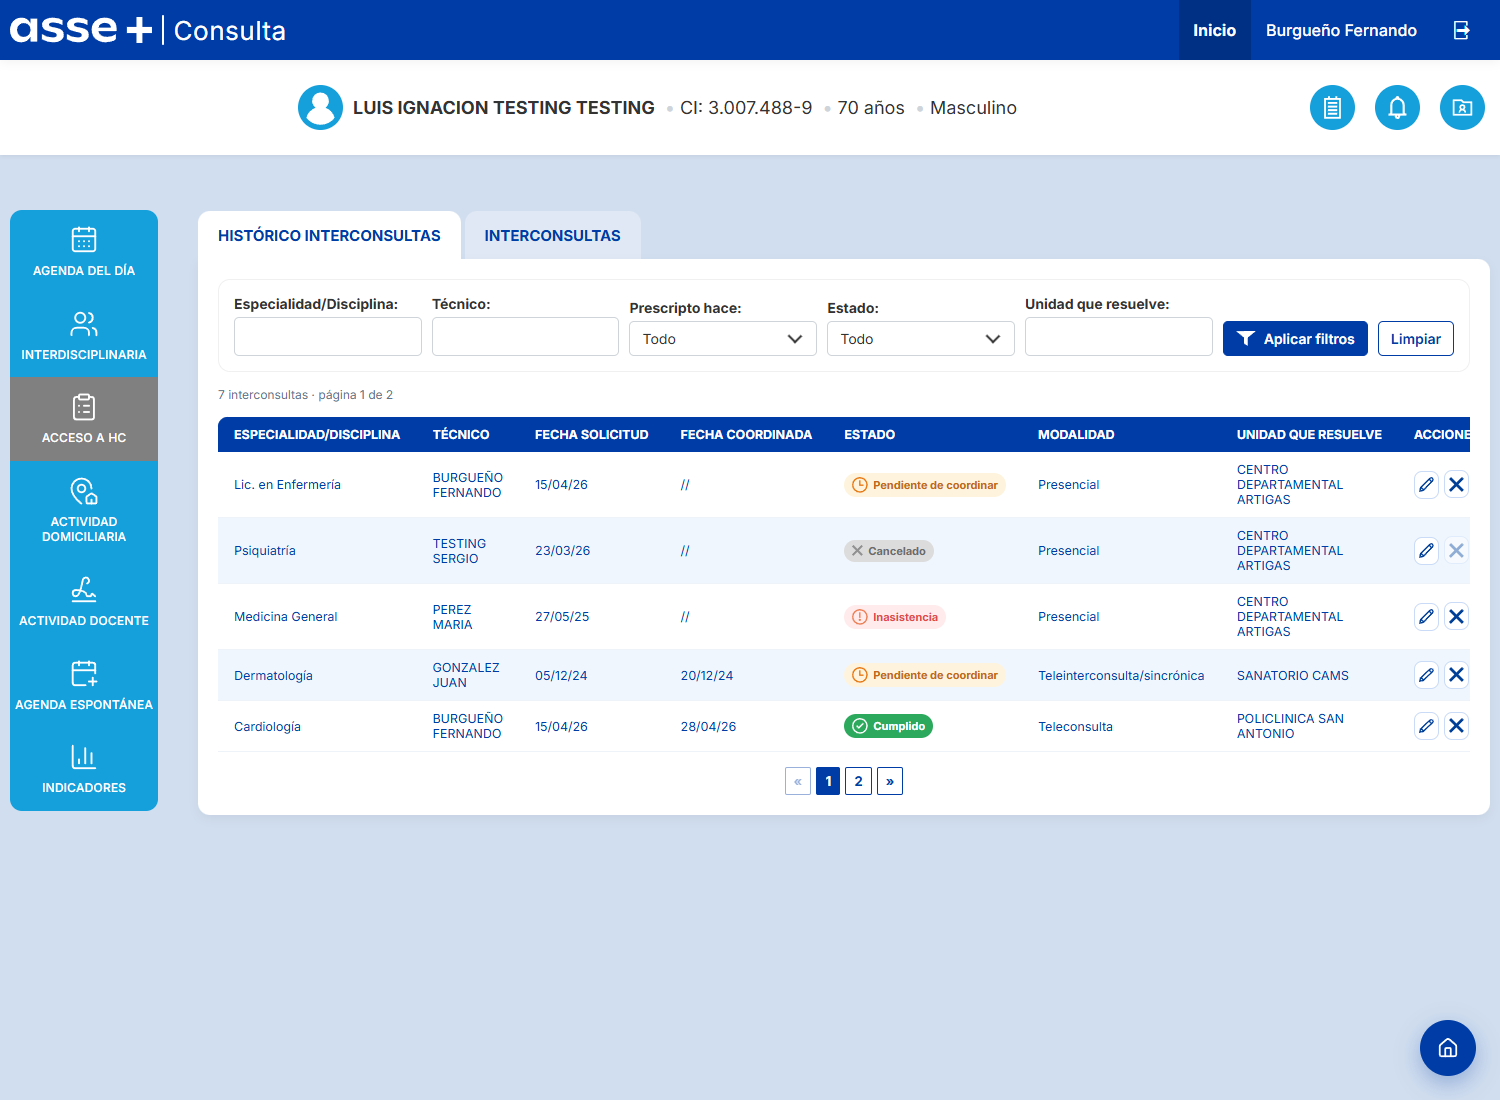 asse + | Consulta
Inicio
Burgueño Fernando
LUIS IGNACION TESTING TESTING • CI: 3.007.488-9 • 70 años • Masculino
AGENDA DEL DÍA
INTERDISCIPLINARIA
ACCESO A HC
ACTIVIDAD
DOMICILIARIA
ACTIVIDAD DOCENTE
AGENDA ESPONTÁNEA
INDICADORES
HISTÓRICO INTERCONSULTAS
INTERCONSULTAS
Especialidad/Disciplina:
Técnico:
Prescripto hace:
Todo
Estado:
Todo
Unidad que resuelve:
Aplicar filtros
Limpiar
7 interconsultas · página 1 de 2
ESPECIALIDAD/DISCIPLINA TÉCNICO FECHA SOLICITUD FECHA COORDINADA ESTADO MODALIDAD UNIDAD QUE RESUELVE ACCIONE
Lic. en Enfermería
BURGUEÑO
FERNANDO
15/04/26
//
Pendiente de coordinar
Presencial
CENTRO
DEPARTAMENTAL
ARTIGAS
Psiquiatría
TESTING
SERGIO
23/03/26
//
Cancelado
Presencial
CENTRO
DEPARTAMENTAL
ARTIGAS
Medicina General
PEREZ
MARIA
27/05/25
//
Inasistencia
Presencial
CENTRO
DEPARTAMENTAL
ARTIGAS
Dermatología
GONZALEZ
JUAN
05/12/24
20/12/24
Pendiente de coordinar
Teleinterconsulta/sincrónica
SANATORIO CAMS
Cardiología
BURGUEÑO
FERNANDO
15/04/26
28/04/26
Cumplido
Teleconsulta
POLICLINICA SAN
ANTONIO
« 1 2 »